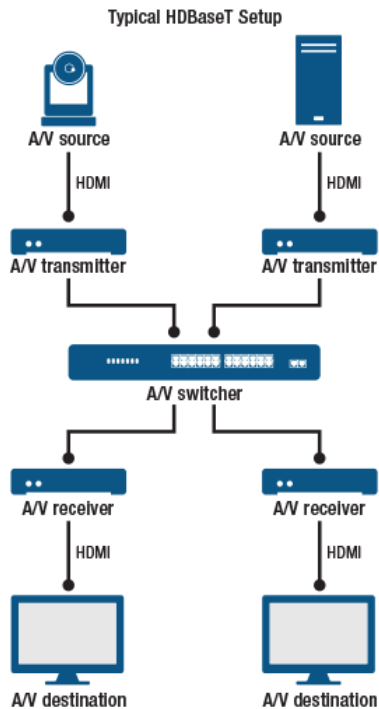 Typical HDBaseT Setup
A/V source
A/V source
HDMI
HDMI
A/V transmitter
A/V transmitter
A/V switcher
A/V receiver
A/V receiver
HDMI
HDMI
A/V destination
A/V destination